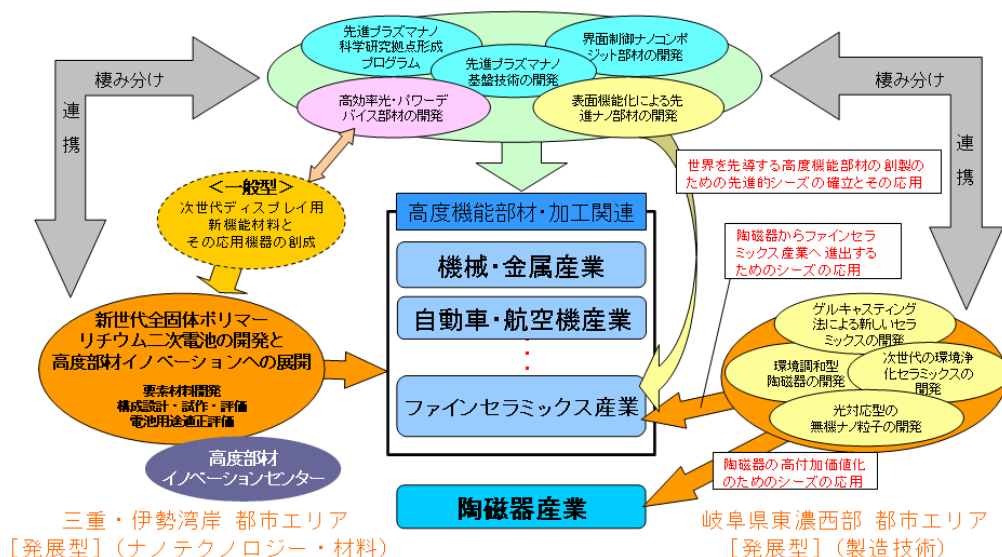 先進プラズマナノ
科学研究拠点形成
プログラム
界面制御ナノコンポ
ジット部材の開発
先進プラズマナノ
基盤技術の開発
高効率光・パワーデ
バイス部材の開発
表面機能化による先
進ナノ部材の開発
棲み分け
連
携
棲み分け
連
携
世界を先導する高度機能部材の創製の
ための先進的シーズの確立とその応用
<一般型>
次世代ディスプレイ用
新機能材料と
その応用機器の創成
高度機能部材・加工関連
機械・金属産業
自動車・航空機産業
ファインセラミックス産業
陶磁器産業
陶磁器からファインセラ
ミックス産業へ進出する
ためのシーズの応用
新世代全固体ポリマー
リチウム二次電池の開発と
高度部材イノベーションへの展開
要素材料開発
構成設計・試作・評価
電池用途適正評価
高度部材
イノベーションセンター
ゲルキャスティング
法による新しいセラ
ミックスの開発
環境調和型
陶磁器の開発
次世代の環境浄
化セラミックスの
開発
光対応型の
無機ナノ粒子の開発
陶磁器の高付加価値化
のためのシーズの応用
三重・伊勢湾岸 都市エリア
[発展型](ナノテクノロジー・材料)
岐阜県東濃西部 都市エリア
[発展型](製造技術)